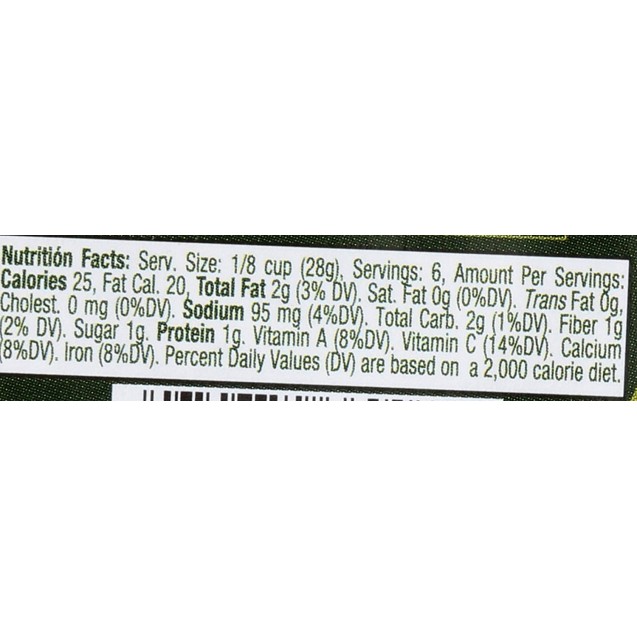 Nutritión Facts: Serv. Size: 1/8 cup (28g), Servings: 6, Amount Per Servings:
Calories 25, Fat Cal. 20, Total Fat 2g (3% DV). Sat. Fat 0g (0%DV). Trans Fat 0g,
Cholest. 0 mg (0%DV). Sodium 95 mg (4%DV). Total Carb. 2g (1%DV). Fiber 1g
(2% DV). Sugar 1g. Protein 1g. Vitamin A (8%DV). Vitamin C (14%DV). Calcium
(8%DV). Iron (8%DV). Percent Daily Values (DV) are based on a 2,000 calorie diet.